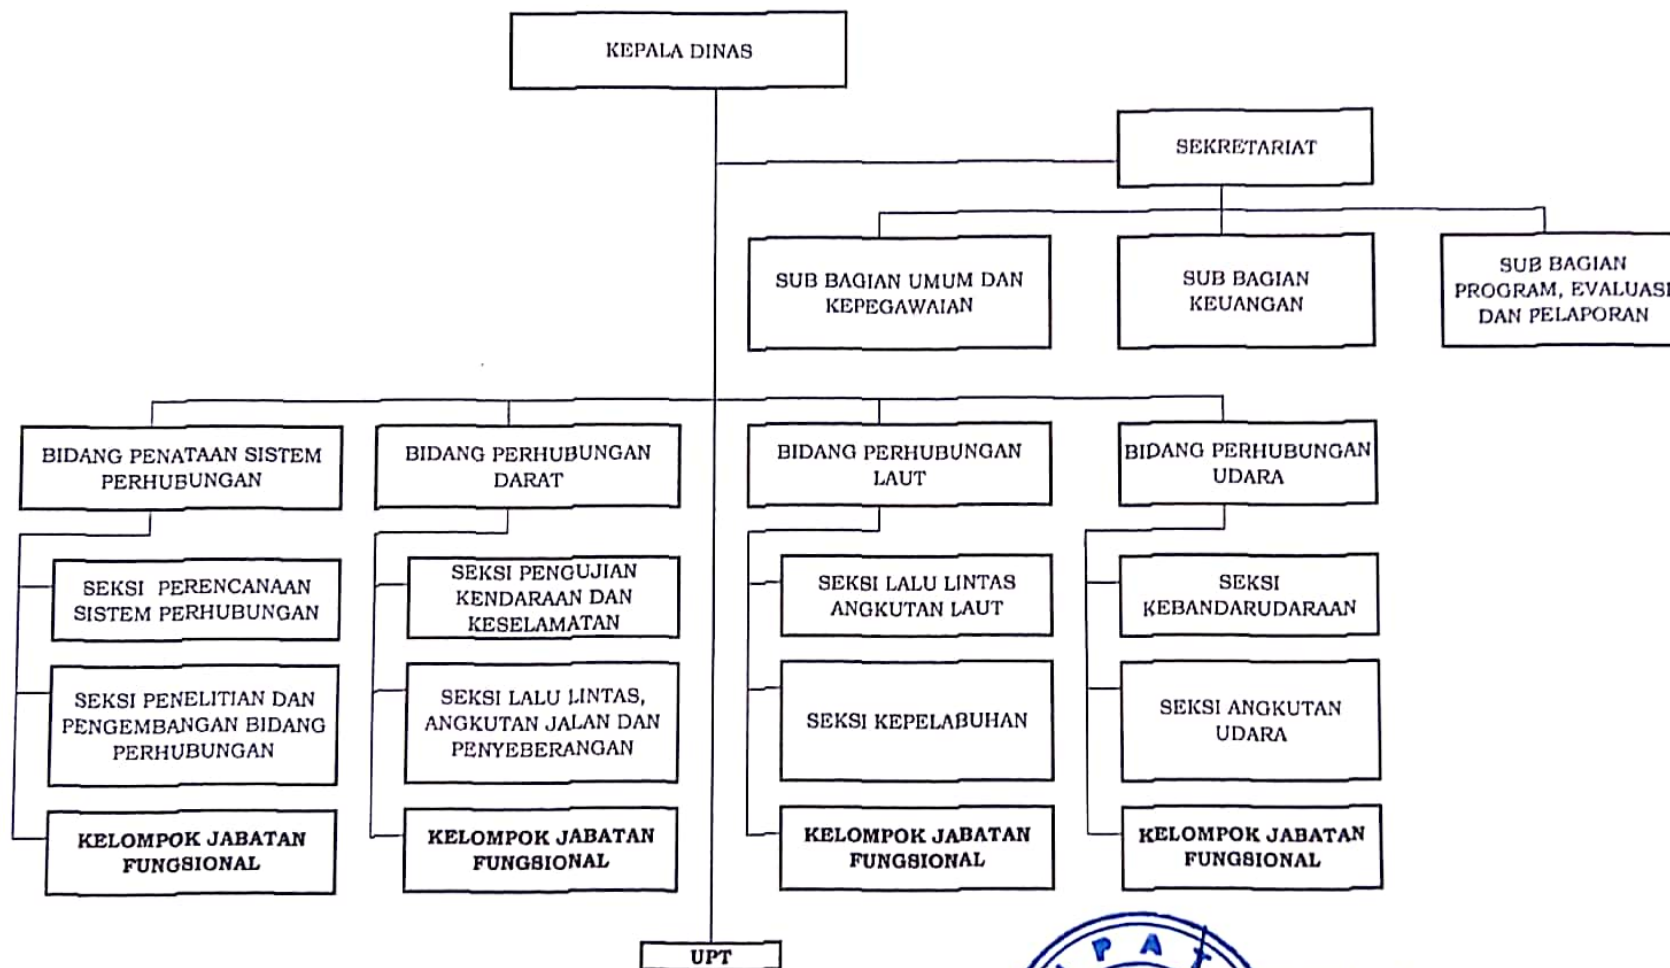 KEPALA DINAS
SEKRETARIAT
SUB BAGIAN UMUM DAN
KEPEGAWAIAN
SUB BAGIAN
KEUANGAN
SUB BAGIAN
PROGRAM, EVALUASI
DAN PELAPORAN
BIDANG PENATAAN SISTEM
PERHUBUNGAN
BIDANG PERHUBUNGAN
DARAT
BIDANG PERHUBUNGAN
LAUT
BIDANG PERHUBUNGAN
UDARA
SEKSI PERENCANAAN
SISTEM PERHUBUNGAN
SEKSI PENGUJIAN
KENDARAAN DAN
KESELAMATAN
SEKSI LALU LINTAS
ANGKUTAN LAUT
SEKSI
KEBANDARUDARAAN
SEKSI PENELITIAN DAN
PENGEMBANGAN BIDANG
PERHUBUNGAN
SEKSI LALU LINTAS,
ANGKUTAN JALAN DAN
PENYEBERANGAN
SEKSI KEPELABUHAN
SEKSI ANGKUTAN
UDARA
KELOMPOK JABATAN
FUNGSIONAL
KELOMPOK JABATAN
FUNGSIONAL
KELOMPOK JABATAN
FUNGSIONAL
KELOMPOK JABATAN
FUNGSIONAL
UPT